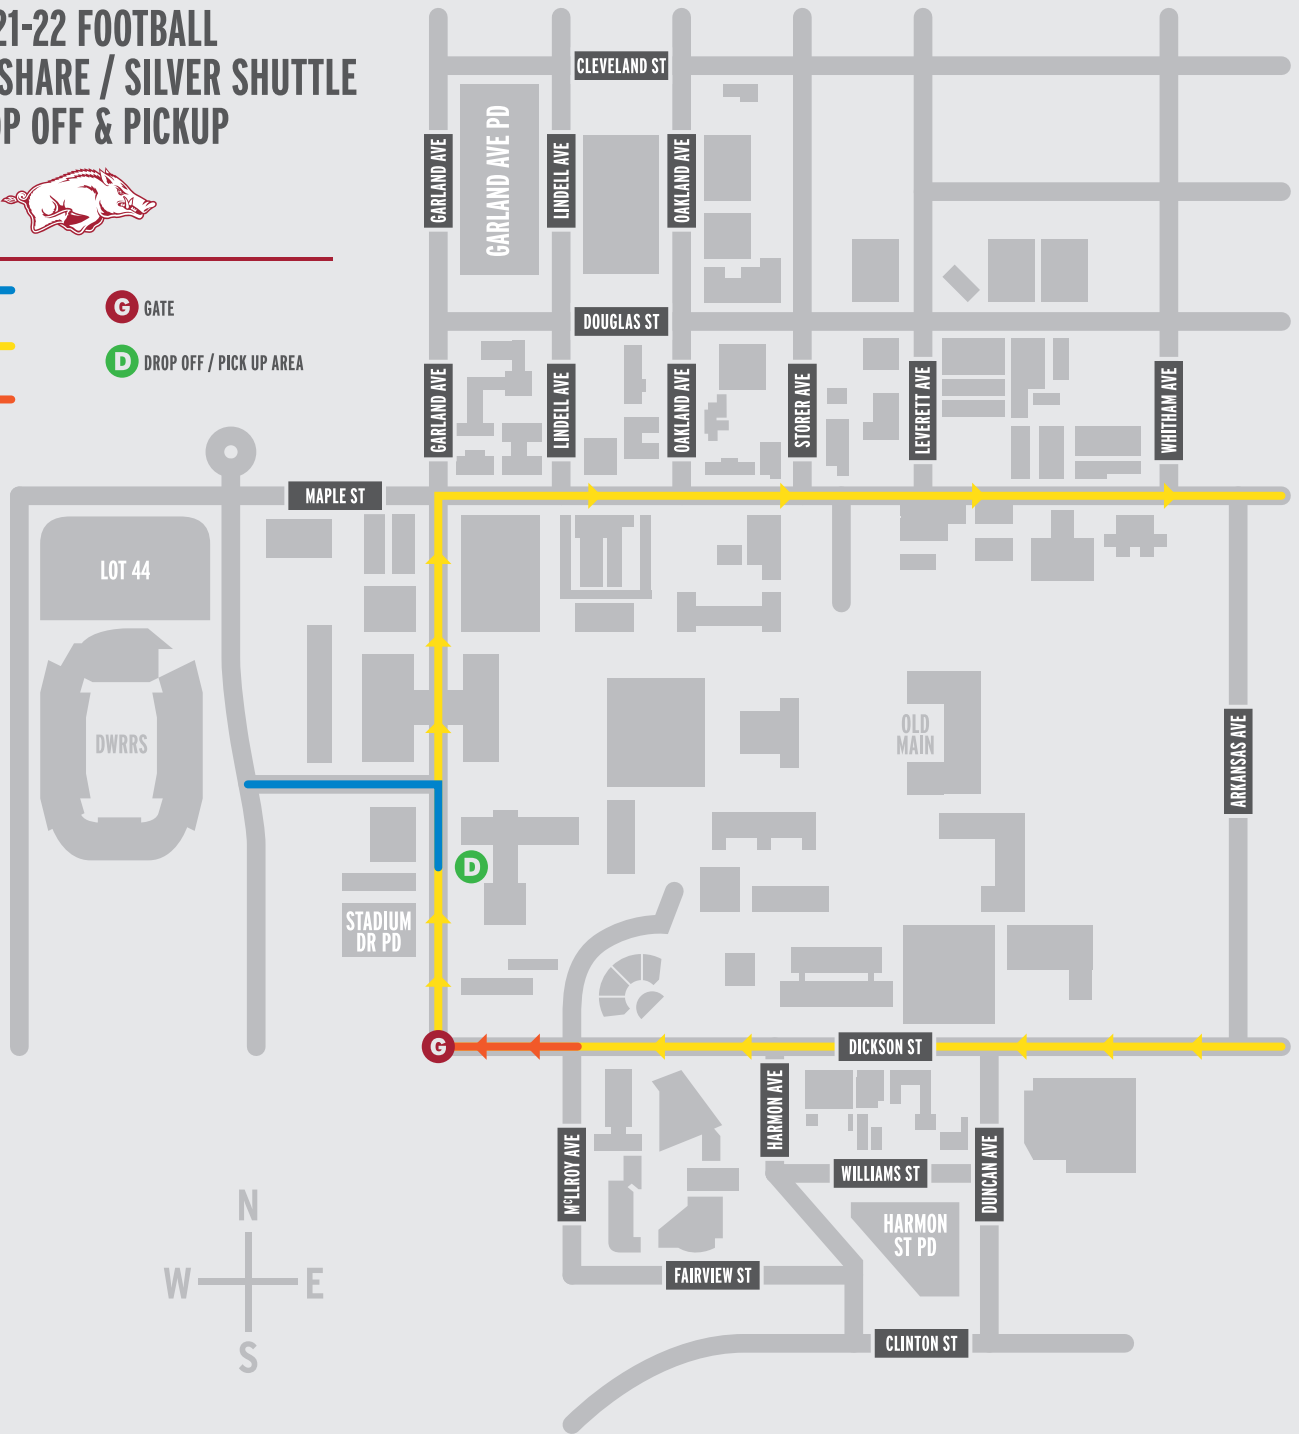 21-22 FOOTBALL
SHARE / SILVER SHUTTLE
OP OFF & PICKUP
G GATE
D DROP OFF / PICK UP AREA
CLEVELAND ST
GARLAND AVE
GARLAND AVE PD
LINDELL AVE
OAKLAND AVE
DOUGLAS ST
GARLAND AVE
LINDELL AVE
OAKLAND AVE
STORER AVE
LEVERETT AVE
WHITHAM AVE
MAPLE ST
LOT 44
DWRRS
OLD
MAIN
ARKANSAS AVE
D
STADIUM
DR PD
G
DICKSON ST
HARMON AVE
MCLLROY AVE
WILLIAMS ST
DUNCAN AVE
HARMON
ST PD
FAIRVIEW ST
CLINTON ST
N
W E
S